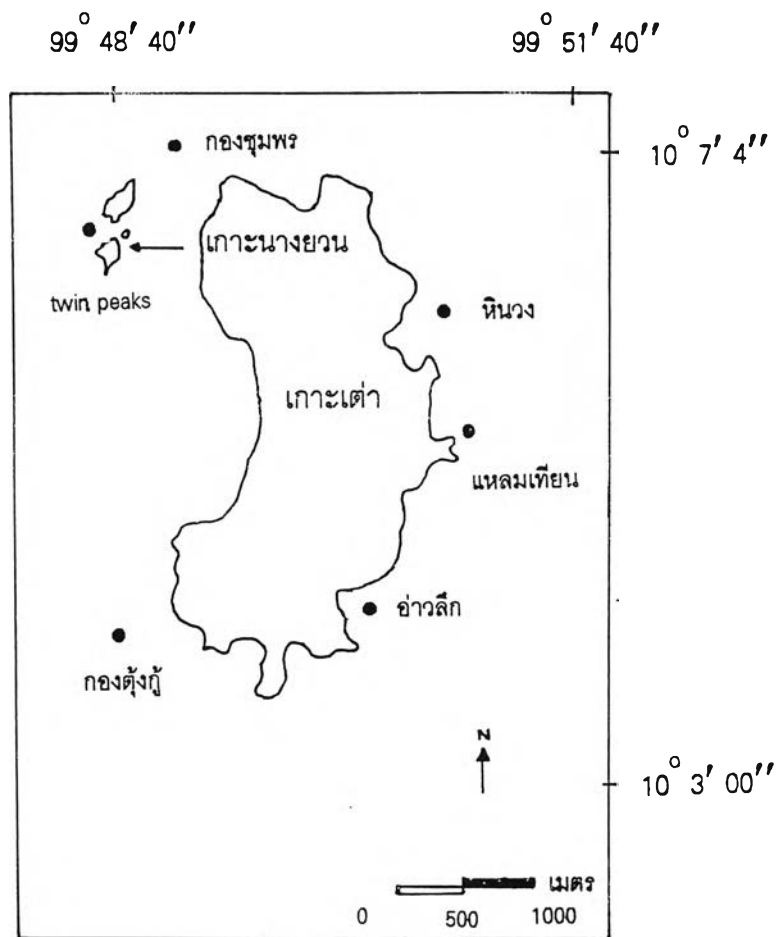 99° 48′ 40″
99° 51′ 40″
กองชุมพร
10° 7′ 4″
เกาะนางยวน
twin peaks
หินวง
เกาะเต่า
แหลมเทียน
อ่าวลึก
กองตุ้งกู้
N
10° 3′ 00″
เมตร
0 500 1000